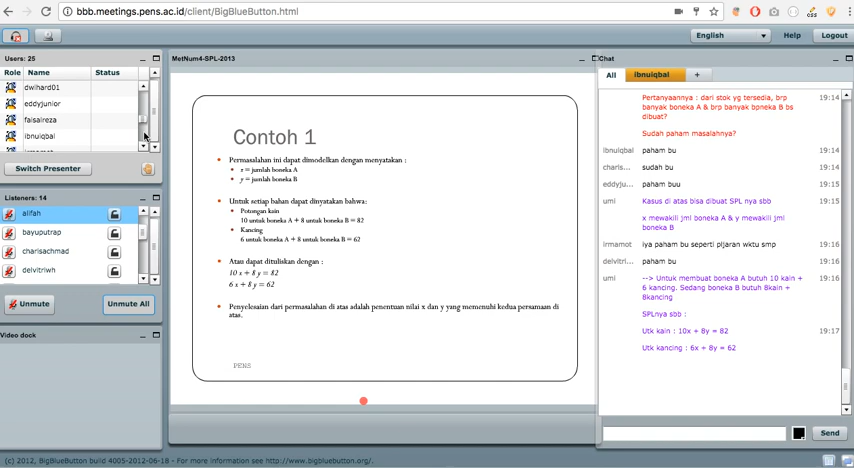 bbb.meetings.pens.ac.id/client/BigBlueButton.html
English
Help
Logout
Users: 25
Role Name Status
dwihard01
eddyjunior
faisalreza
ibnuiqbal
Switch Presenter
Listeners: 14
alifah
bayuputrap
charisachmad
delvitriwh
Unmute
Unmute All
Video dock
MetNum4-SPL-2013
Contoh 1
Permasalahan ini dapat dimodelkan dengan menyatakan :
x = jumlah boneka A
y = jumlah boneka B
Untuk setiap bahan dapat dinyatakan bahwa:
Potongan kain
10 untuk boneka A + 8 untuk boneka B = 82
Kancing
6 untuk boneka A + 8 untuk boneka B = 62
Atau dapat dituliskan dengan :
10 x + 8 y = 82
6 x + 8 y = 62
Penyelesaian dari permasalahan di atas adalah penentuan nilai x dan y yang memenuhi kedua persamaan di
atas.
PENS
Chat
All ibnuiqbal +
Pertanyaannya : dari stok yg tersedia, brp 19:14
banyak boneka A & brp banyak bpneka B bs
dibuat?
Sudah paham masalahnya?
ibnuiqbal paham bu 19:14
charis... sudah bu 19:14
eddyju... paham buu 19:15
umi Kasus di atas bisa dibuat SPL nya sbb 19:15
x mewakili jml boneka A & y mewakili jml
boneka B
irmamot iya paham bu seperti pljaran wktu smp 19:16
delvitri... paham bu 19:16
umi --> Untuk membuat boneka A butuh 10 kain + 19:16
6 kancing. Sedang boneka B butuh 8kain +
8kancing
SPLnya sbb :
Utk kain : 10x + 8y = 82 19:17
Utk kancing : 6x + 8y = 62
Send
(c) 2012, BigBlueButton build 4005-2012-06-18 - For more information see http://www.bigbluebutton.org/.